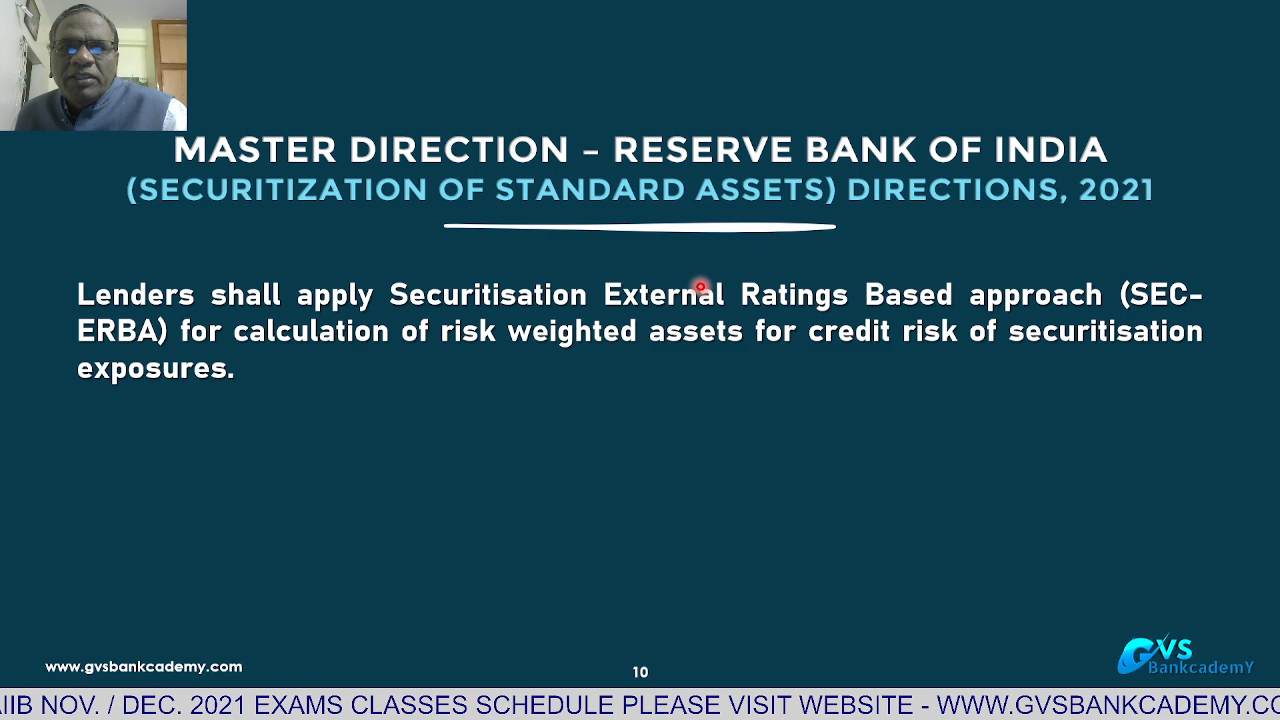 MASTER DIRECTION – RESERVE BANK OF INDIA
(SECURITIZATION OF STANDARD ASSETS) DIRECTIONS, 2021
Lenders shall apply Securitisation External Ratings Based approach (SEC-
ERBA) for calculation of risk weighted assets for credit risk of securitisation
exposures.
www.gvsbankcademy.com
10
GVS
BankcademY
AIIB NOV. / DEC. 2021 EXAMS CLASSES SCHEDULE PLEASE VISIT WEBSITE - WWW.GVSBANKCADEMY.CO